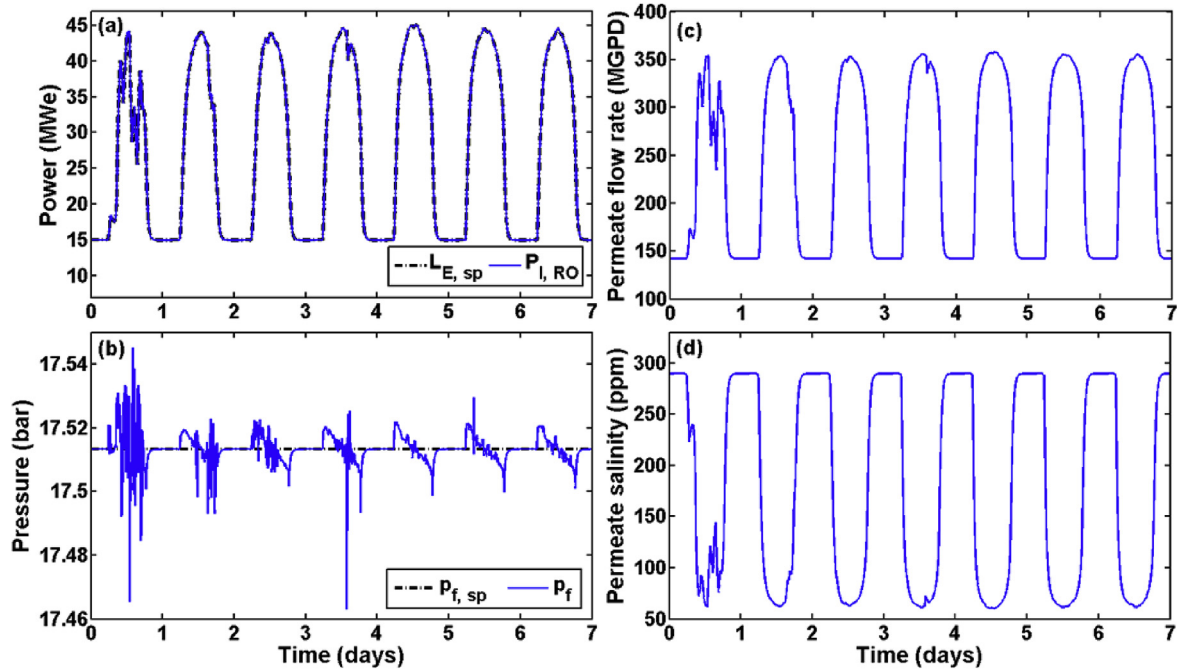 (a)
Power (MWe)
45
40
35
30
25
20
15
10
0 1 2 3 4 5 6 7
L E, sp P I, RO
(c)
Permeate flow rate (MGPD)
400
350
300
250
200
150
100
0 1 2 3 4 5 6 7
(b)
Pressure (bar)
17.54
17.52
17.5
17.48
17.46
0 1 2 3 4 5 6 7
Time (days)
p f, sp p f
(d)
Permeate salinity (ppm)
300
250
200
150
100
50
0 1 2 3 4 5 6 7
Time (days)